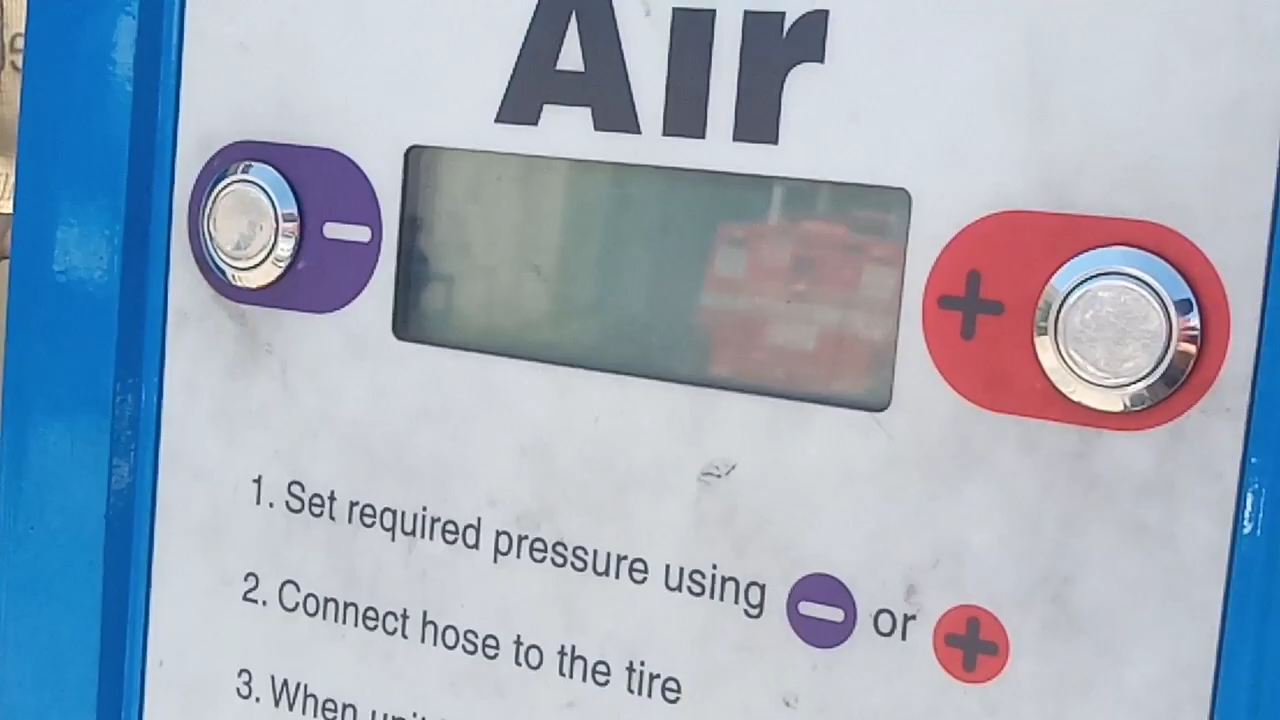 Air
−
+
1. Set required pressure using − or +
2. Connect hose to the tire
3. When